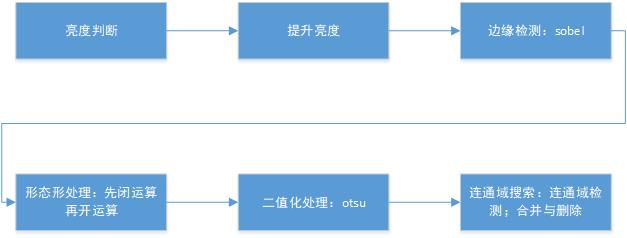 亮度判断
提升亮度
边缘检测：sobel
形态形处理：先闭运算
再开运算
二值化处理：otsu
连通域搜索：连通域检
测；合并与删除